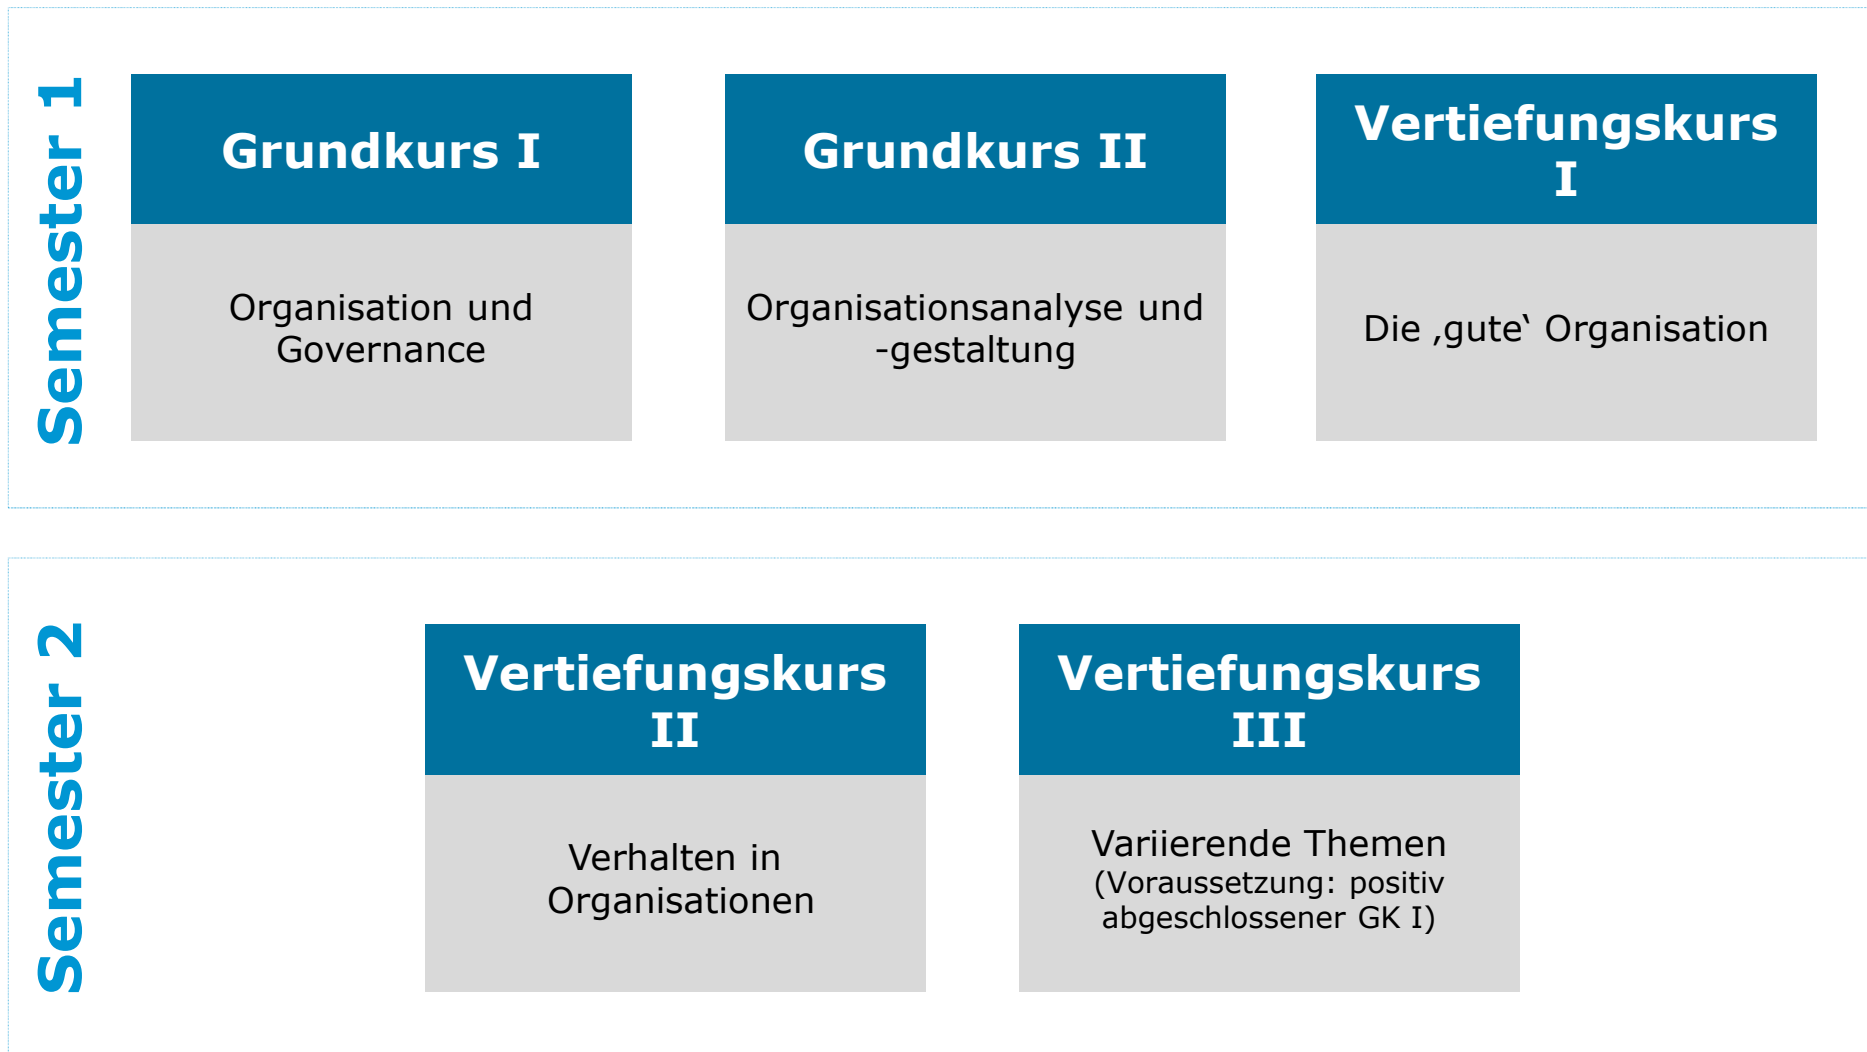 Semester 1
Grundkurs I
Organisation und
Governance
Grundkurs II
Organisationsanalyse und
-gestaltung
Vertiefungskurs
I
Die ‚gute‛ Organisation
Semester 2
Vertiefungskurs
II
Verhalten in
Organisationen
Vertiefungskurs
III
Variierende Themen
(Voraussetzung: positiv
abgeschlossener GK I)